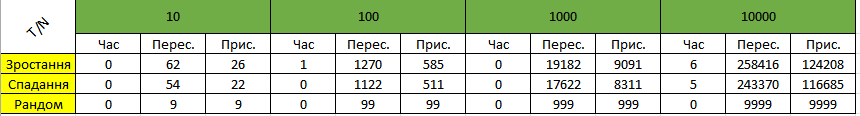 T/N 10 100 1000 10000
Час Перес. Прис. Час Перес. Прис. Час Перес. Прис. Час Перес. Прис.
Зростання 0 62 26 1 1270 585 0 19182 9091 6 258416 124208
Спадання 0 54 22 0 1122 511 0 17622 8311 5 243370 116685
Рандом 0 9 9 0 99 99 0 999 999 0 9999 9999